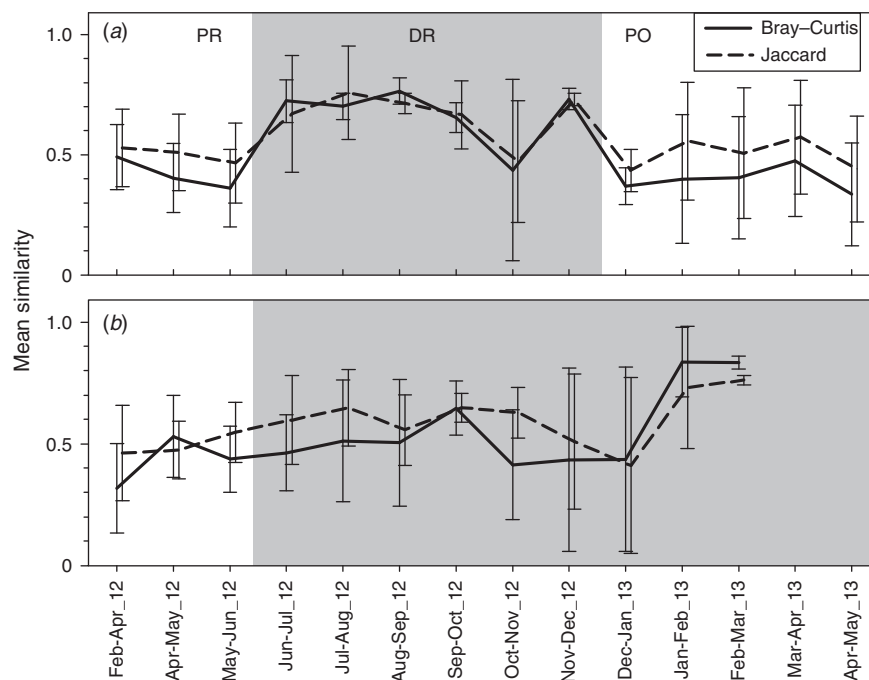 (a)
PR
DR
PO
Bray–Curtis
Jaccard
1.0
0.5
0
Mean similarity
(b)
1.0
0.5
0
Feb-Apr_12
Apr-May_12
May-Jun_12
Jun-Jul_12
Jul-Aug_12
Aug-Sep_12
Sep-Oct_12
Oct-Nov_12
Nov-Dec_12
Dec-Jan_13
Jan-Feb_13
Feb-Mar_13
Mar-Apr_13
Apr-May_13